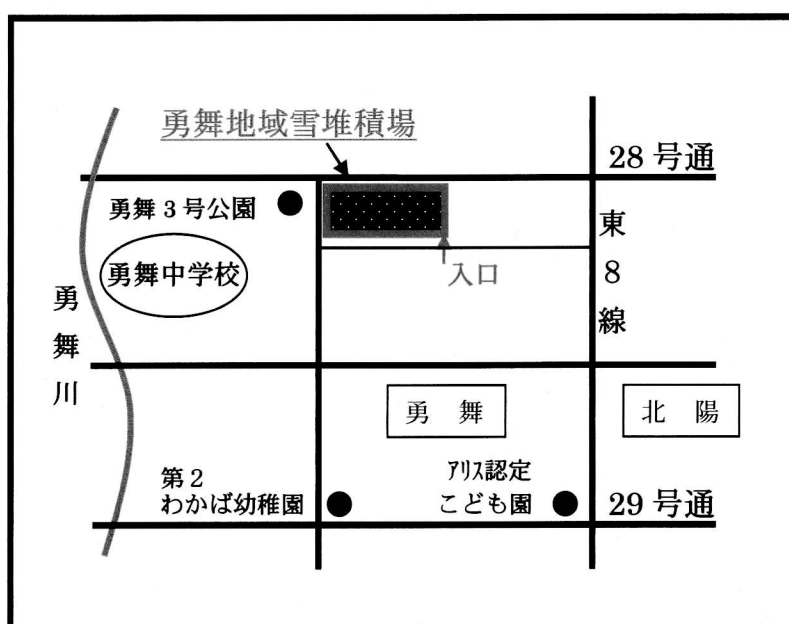 勇舞地域雪堆積場
28 号通
勇舞３号公園
勇舞中学校
入口
東８線
勇舞川
勇　舞
北　陽
第２
わかば幼稚園
ｱﾘｽ認定
こども園
29 号通